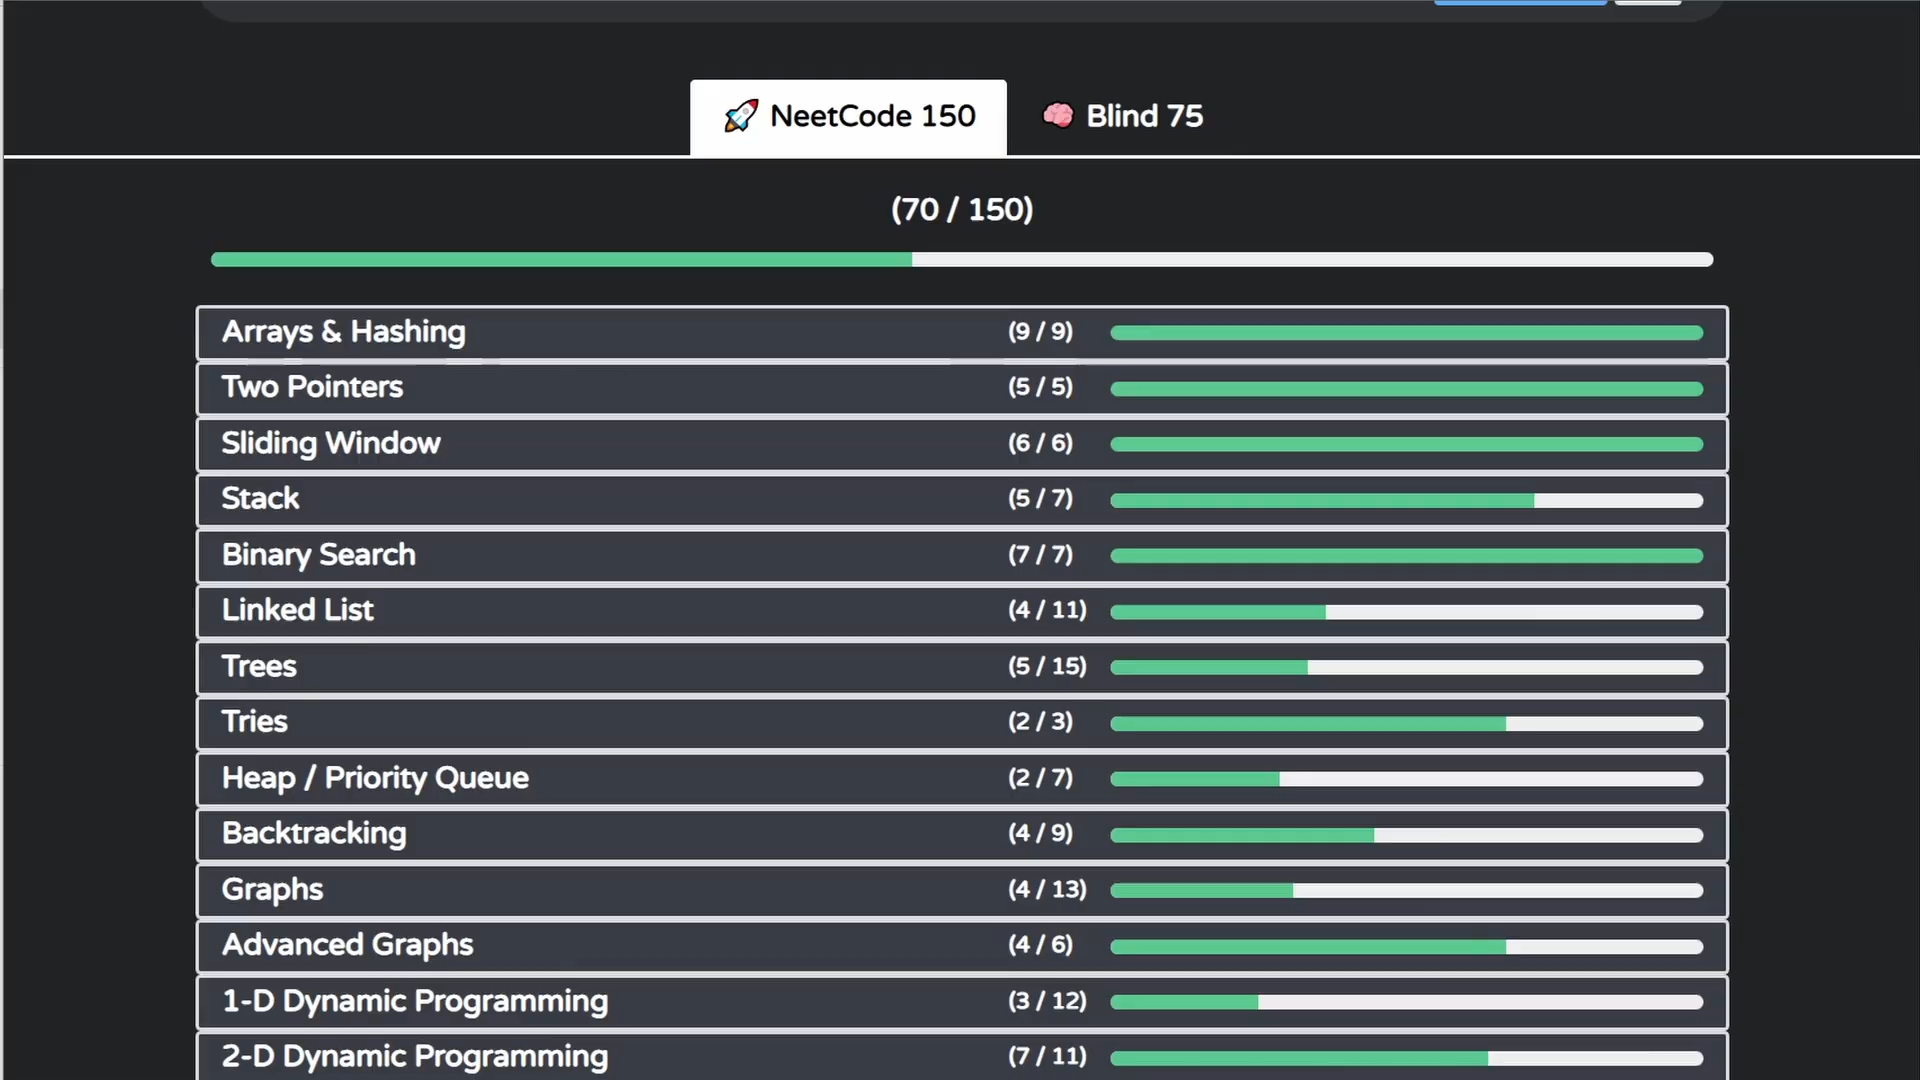 NeetCode 150
Blind 75
(70 / 150)
Arrays & Hashing (9 / 9)
Two Pointers (5 / 5)
Sliding Window (6 / 6)
Stack (5 / 7)
Binary Search (7 / 7)
Linked List (4 / 11)
Trees (5 / 15)
Tries (2 / 3)
Heap / Priority Queue (2 / 7)
Backtracking (4 / 9)
Graphs (4 / 13)
Advanced Graphs (4 / 6)
1-D Dynamic Programming (3 / 12)
2-D Dynamic Programming (7 / 11)